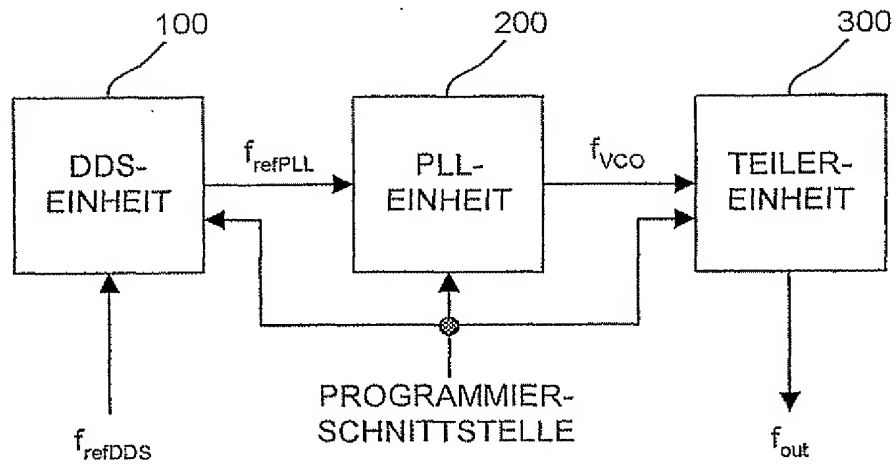 100
200
300
DDS-
EINHEIT
f_refPLL
PLL-
EINHEIT
f_VCO
TEILER-
EINHEIT
PROGRAMMIER-
SCHNITTSTELLE
f_refDDS
f_out